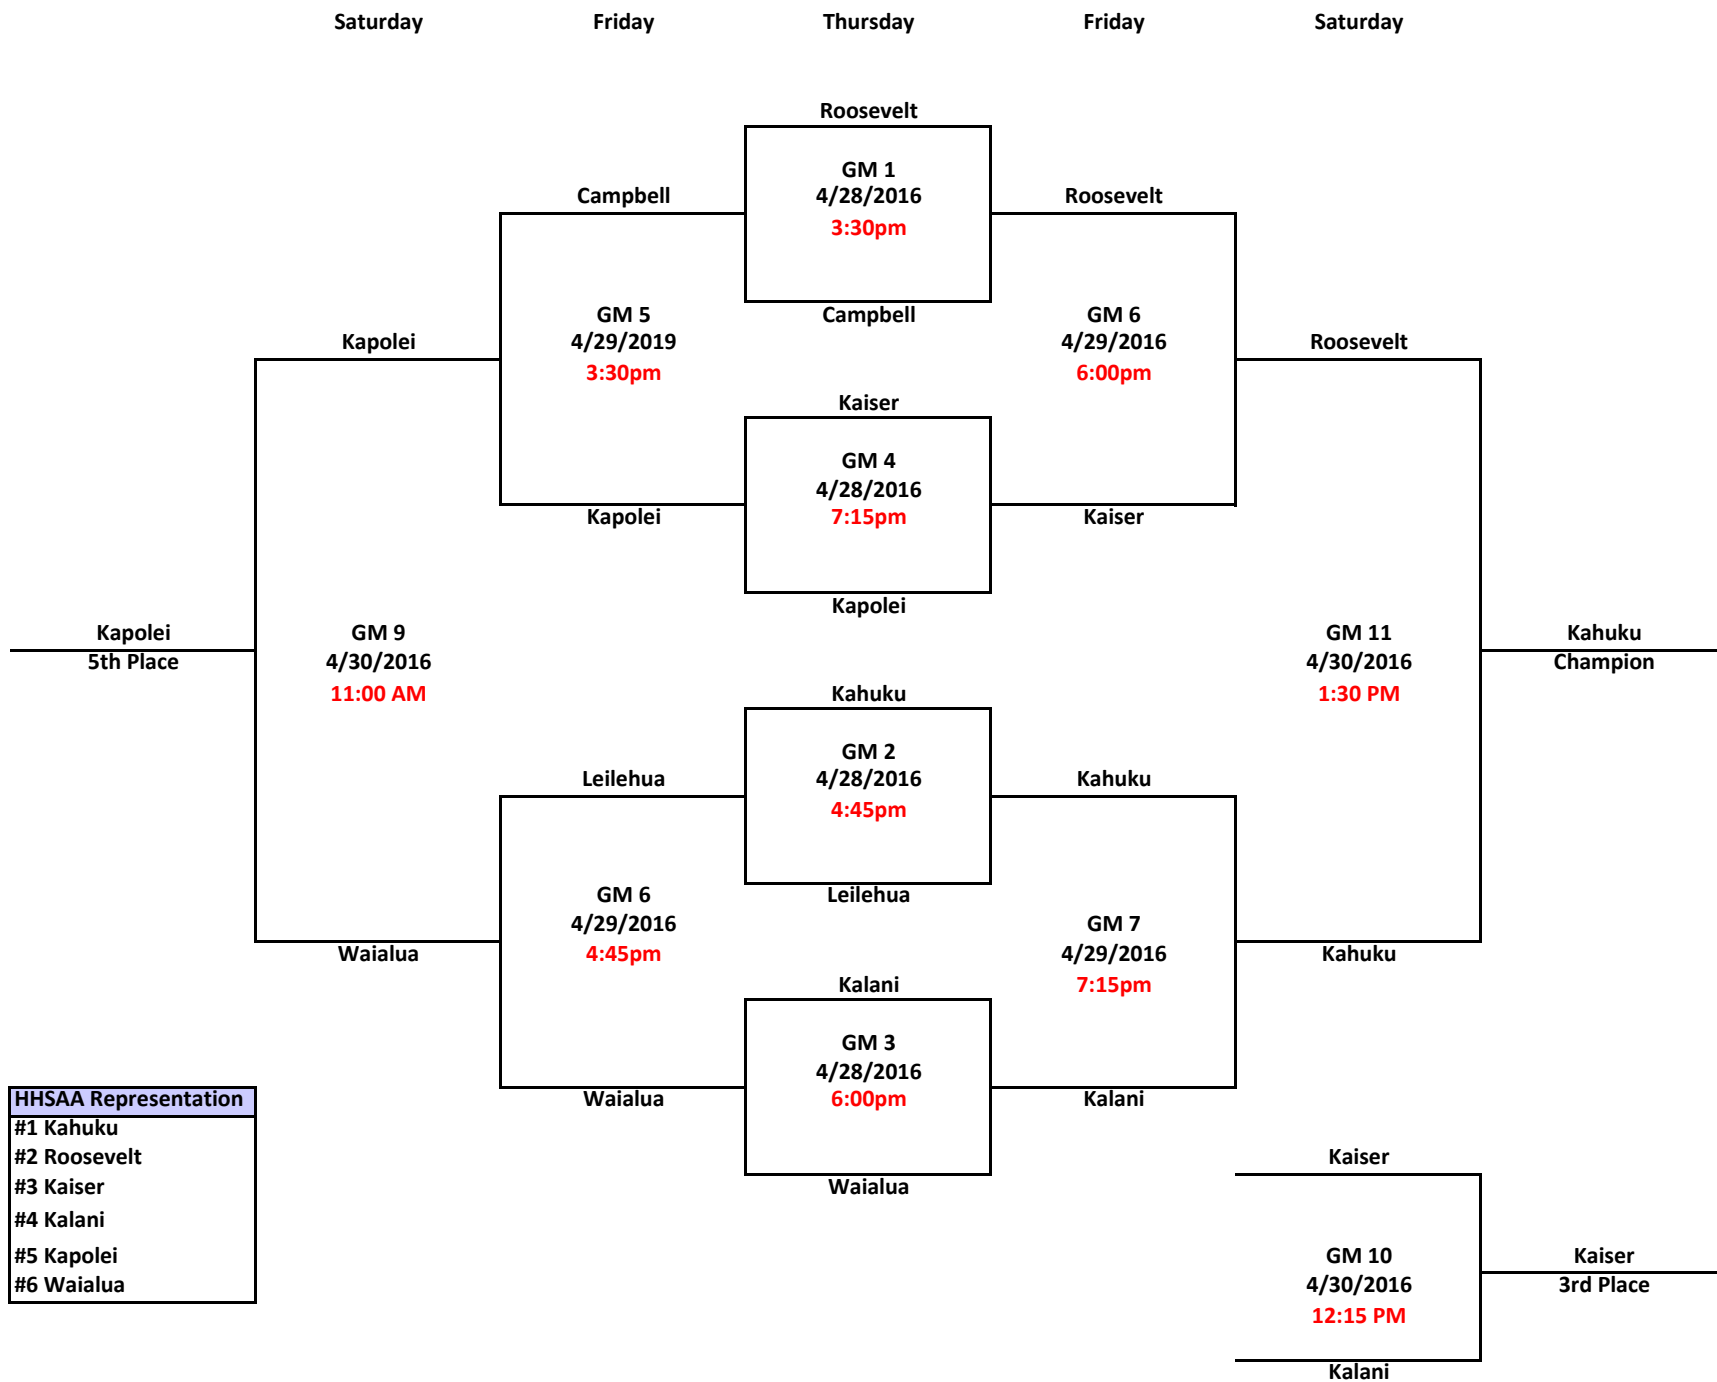 Saturday Friday Thursday Friday Saturday
Roosevelt
GM 1
Campbell 4/28/2016 Roosevelt
3:30pm
GM 5 Campbell GM 6
Kapolei 4/29/2019 4/29/2016 Roosevelt
3:30pm 6:00pm
Kaiser
GM 4
4/28/2016
Kapolei 7:15pm Kaiser
Kapolei
Kapolei GM 9 GM 11 Kahuku
5th Place 4/30/2016 4/30/2016 Champion
11:00 AM Kahuku 1:30 PM
GM 2
Leilehua 4/28/2016 Kahuku
4:45pm
GM 6 Leilehua
4/29/2016 GM 7
Waialua 4:45pm 4/29/2016 Kahuku
Kalani 7:15pm
GM 3
4/28/2016
HHSAA Representation Waialua 6:00pm Kalani
#1 Kahuku
#2 Roosevelt Kaiser
#3 Kaiser Waialua
#4 Kalani
#5 Kapolei GM 10 Kaiser
#6 Waialua 4/30/2016 3rd Place
12:15 PM
Kalani